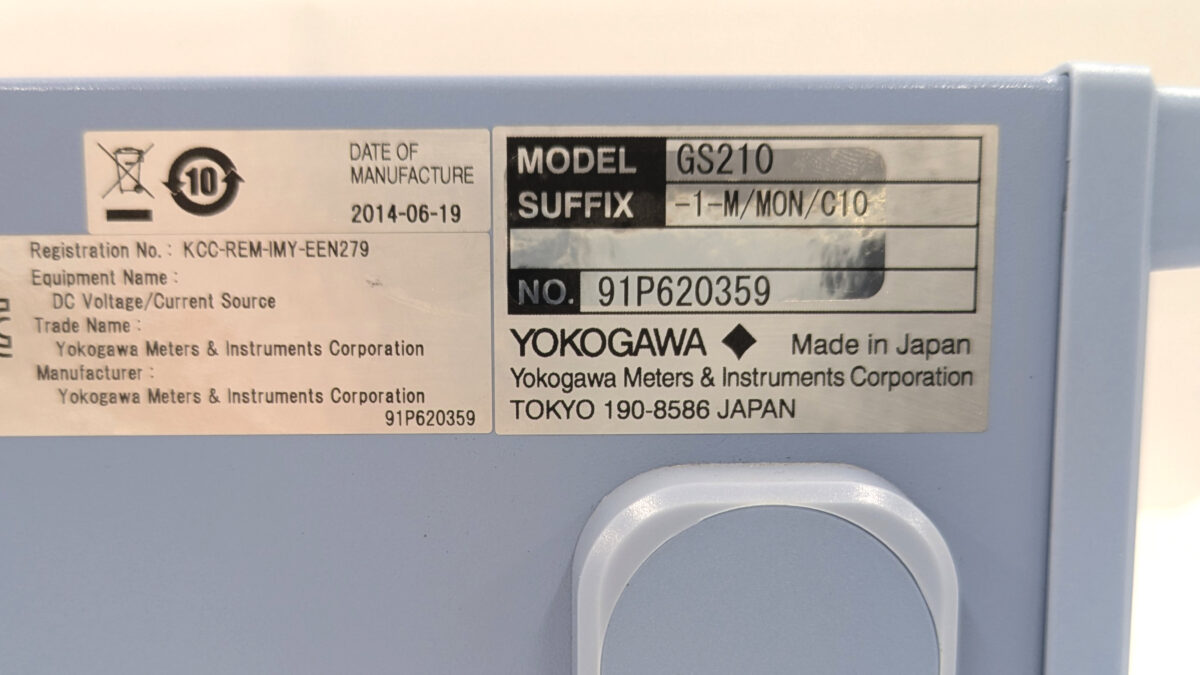 10
DATE OF
MANUFACTURE
2014-06-19
Registration No. : KCC-REM-IMY-EEN279
Equipment Name :
DC Voltage/Current Source
Trade Name :
Yokogawa Meters & Instruments Corporation
Manufacturer :
Yokogawa Meters & Instruments Corporation
91P620359
MODEL GS210
SUFFIX -1-M/MON/C10
NO. 91P620359
YOKOGAWA Made in Japan
Yokogawa Meters & Instruments Corporation
TOKYO 190-8586 JAPAN